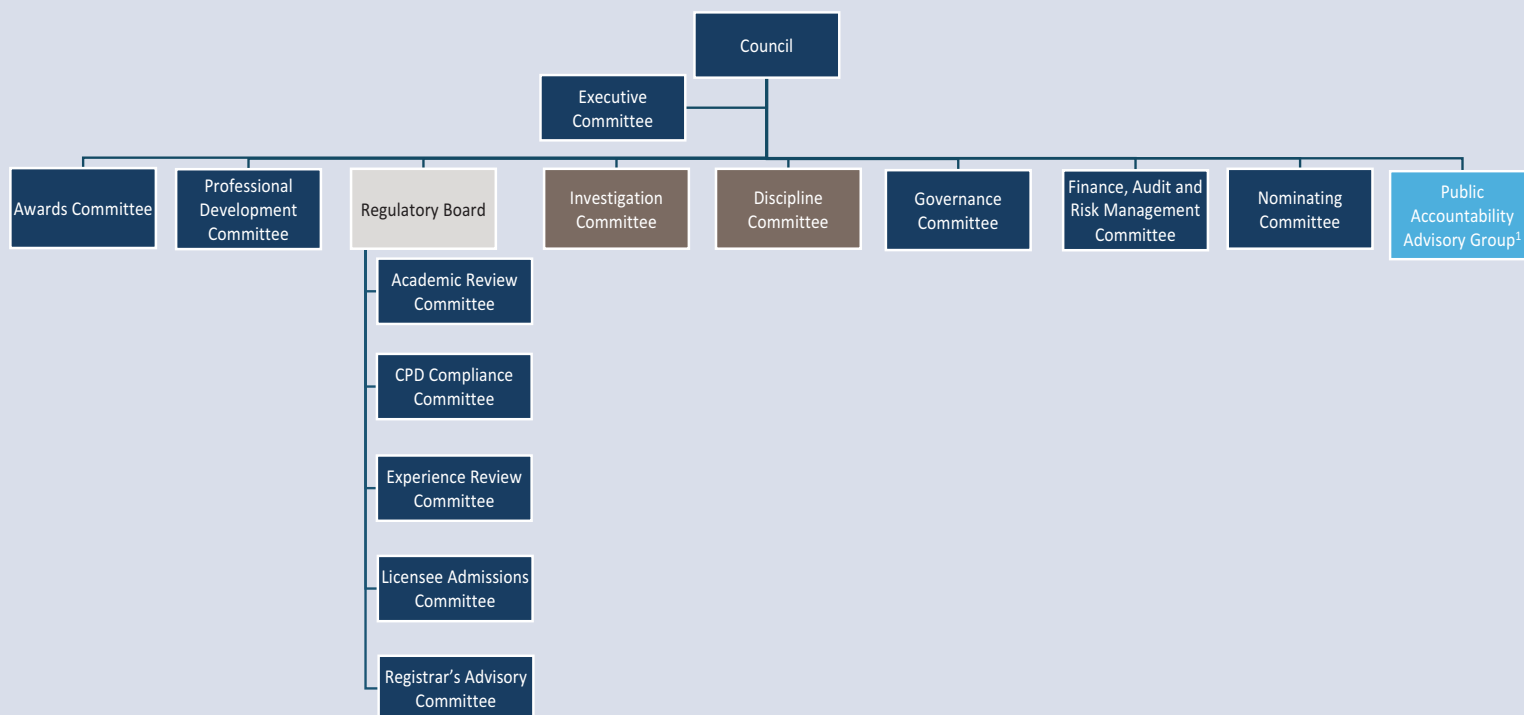 Council
Executive
Committee
Awards Committee
Professional
Development
Committee
Regulatory Board
Investigation
Committee
Discipline
Committee
Governance
Committee
Finance, Audit and
Risk Management
Committee
Nominating
Committee
Public
Accountability
Advisory Group¹
Academic Review
Committee
CPD Compliance
Committee
Experience Review
Committee
Licensee Admissions
Committee
Registrar’s Advisory
Committee